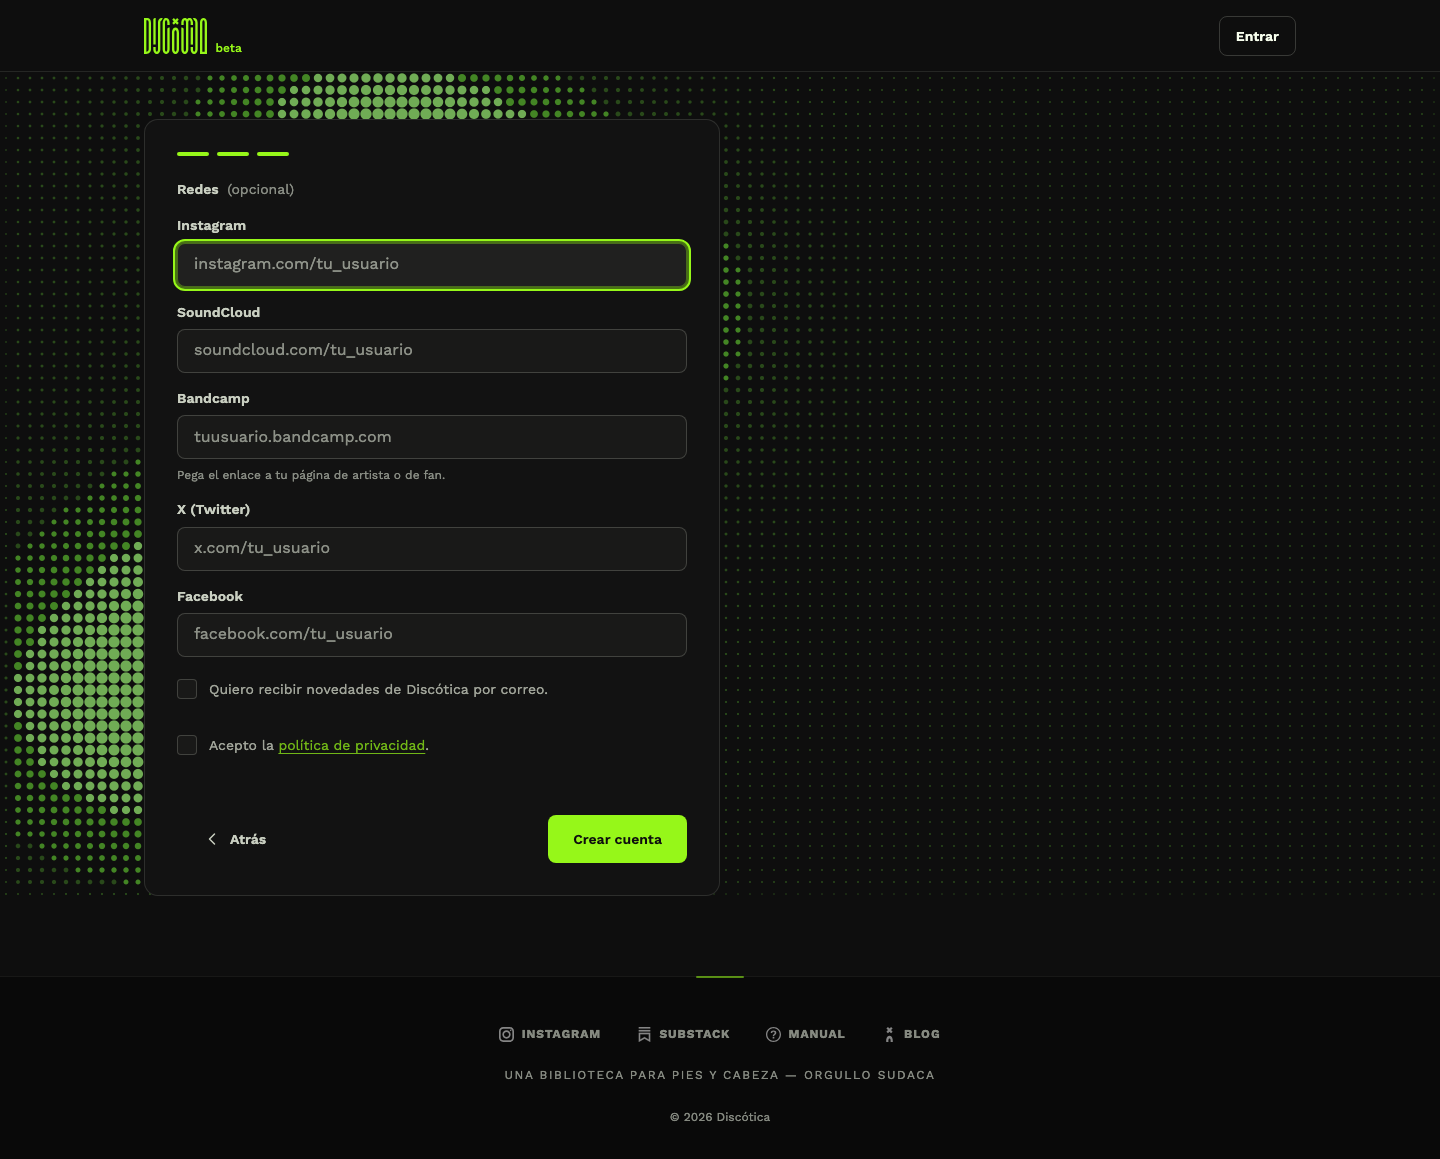 DISCÓTICA beta
Entrar
Redes (opcional)
Instagram
instagram.com/tu_usuario
SoundCloud
soundcloud.com/tu_usuario
Bandcamp
tuusuario.bandcamp.com
Pega el enlace a tu página de artista o de fan.
X (Twitter)
x.com/tu_usuario
Facebook
facebook.com/tu_usuario
Quiero recibir novedades de Discótica por correo.
Acepto la política de privacidad.
Atrás
Crear cuenta
INSTAGRAM
SUBSTACK
MANUAL
BLOG
UNA BIBLIOTECA PARA PIES Y CABEZA — ORGULLO SUDACA
© 2026 Discótica